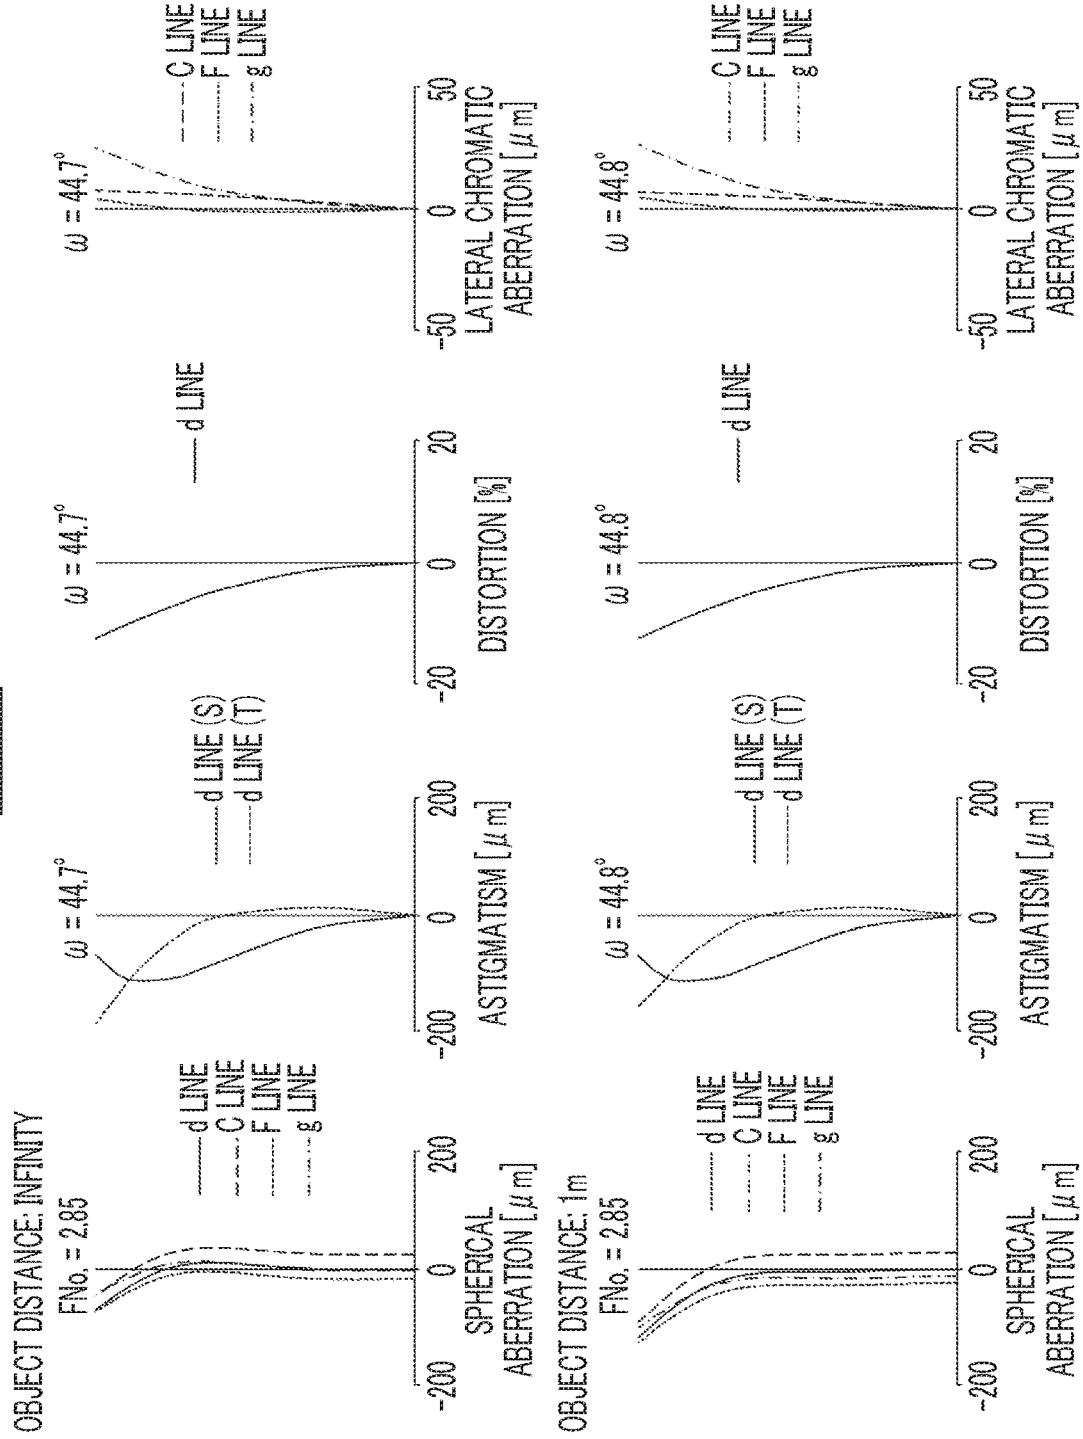 OBJECT DISTANCE: INFINITY
FNo. = 2.85
d LINE
C LINE
F LINE
g LINE
-200
0
200
SPHERICAL
ABERRATION [μm]
ω = 44.7°
d LINE (S)
d LINE (T)
-200
0
200
ASTIGMATISM [μm]
ω = 44.7°
d LINE
-20
0
20
DISTORTION [%]
ω = 44.7°
C LINE
F LINE
g LINE
-50
0
50
LATERAL CHROMATIC
ABERRATION [μm]
OBJECT DISTANCE: 1m
FNo. = 2.85
d LINE
C LINE
F LINE
g LINE
-200
0
200
SPHERICAL
ABERRATION [μm]
ω = 44.8°
d LINE (S)
d LINE (T)
-200
0
200
ASTIGMATISM [μm]
ω = 44.8°
d LINE
-20
0
20
DISTORTION [%]
ω = 44.8°
C LINE
F LINE
g LINE
-50
0
50
LATERAL CHROMATIC
ABERRATION [μm]